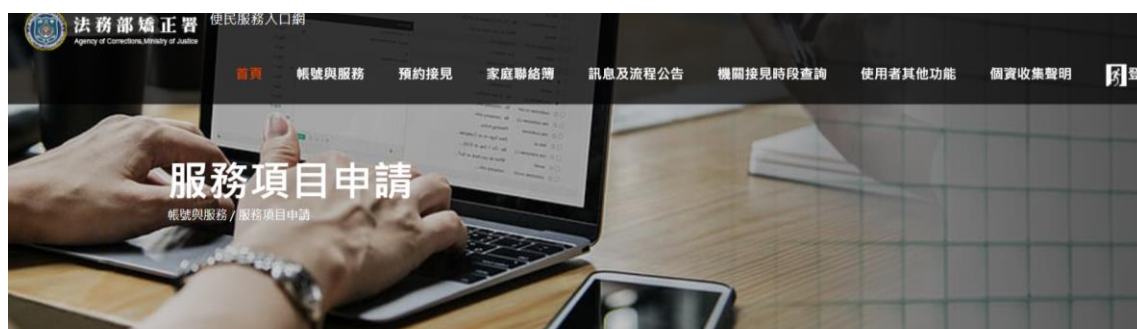 法務部矯正署
Agency of Corrections,Ministry of Justice
便民服務入口網
首頁 帳號與服務 預約接見 家庭聯絡簿 訊息及流程公告 機關接見時段查詢 使用者其他功能 個資收集聲明 登
服務項目申請
帳號與服務 / 服務項目申請